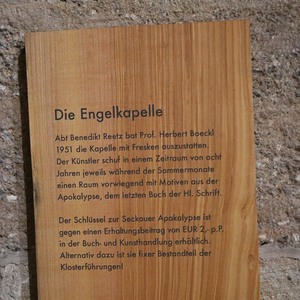 Die Engelkapelle
Abt Benedikt Reetz bat Prof. Herbert Boeckl
1951 die Kapelle mit Fresken auszustatten.
Der Künstler schuf in einem Zeitraum von acht
Jahren jeweils während der Sommermonate
einen Raum vorwiegend mit Motiven aus der
Apokalypse, dem letzten Buch der Hl. Schrift.
Der Schlüssel zur Seckauer Apokalypse ist
gegen einen Erhaltungsbeitrag von EUR 2,- p.P.
in der Buch- und Kunsthandlung erhältlich.
Alternativ dazu ist sie fixer Bestandteil der
Klosterführungen!